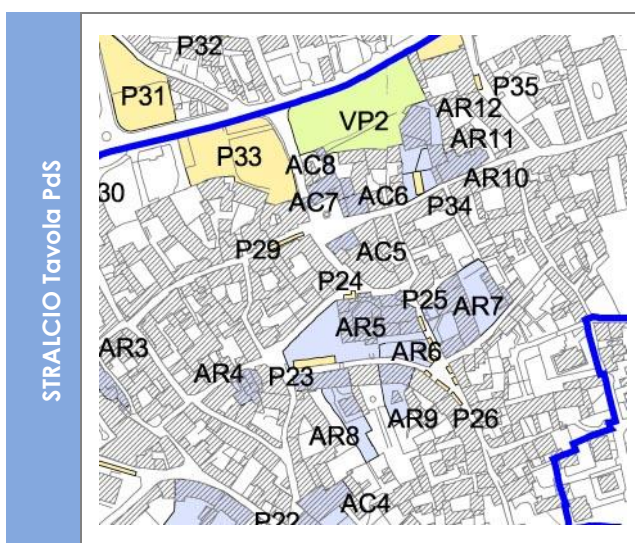 STRALCIO Tavola PdS
P32
P31
P35
VP2
AR12
P33
AR11
AC8
AR10
30
AC7
AC6
P34
P29
AC5
P24
P25
AR7
AR5
AR3
AR6
AR4
P23
AR9
P26
AR8
AC4
P22